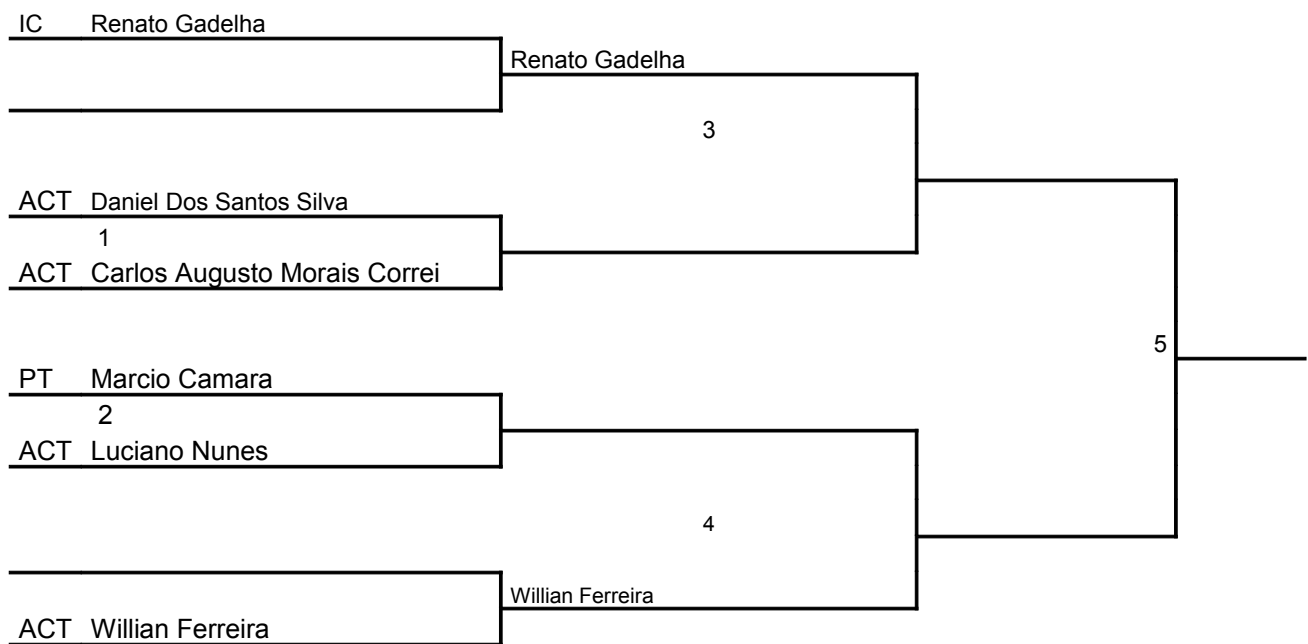 IC Renato Gadelha
Renato Gadelha
3
ACT Daniel Dos Santos Silva
1
ACT Carlos Augusto Morais Correi
5
PT Marcio Camara
2
ACT Luciano Nunes
4
Willian Ferreira
ACT Willian Ferreira